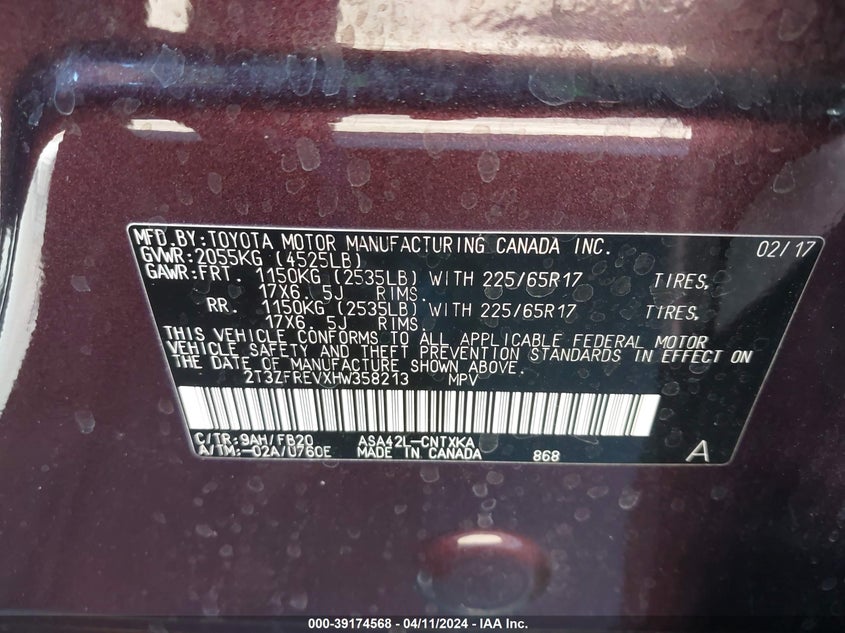 MFD.BY:TOYOTA MOTOR MANUFACTURING CANADA INC. 02/17
GVWR:2055KG (4525LB)
GAWR:FRT. 1150KG (2535LB) WITH 225/65R17 TIRES,
17X6. 5J RIMS.
RR. 1150KG (2535LB) WITH 225/65R17 TIRES,
17X6. 5J RIMS.
THIS VEHICLE CONFORMS TO ALL APPLICABLE FEDERAL MOTOR
VEHICLE SAFETY AND THEFT PREVENTION STANDARDS IN EFFECT ON
THE DATE OF MANUFACTURE SHOWN ABOVE.
2T3ZFREVXHW358213 MPV
C/TR:9AH/FB20 ASA42L-CNTXKA
A/TM:-02A/U760E MADE IN CANADA 868 A
000-39174568 - 04/11/2024 - IAA Inc.